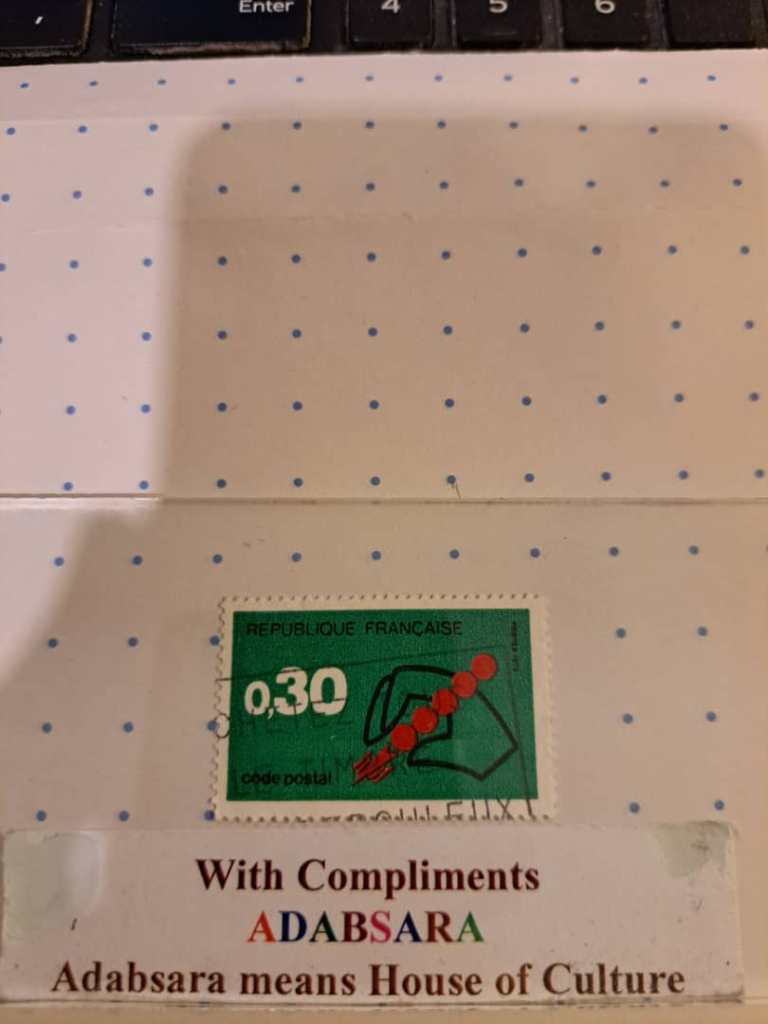 ,
Enter
4
5
6
REPUBLIQUE FRANÇAISE
0,30
code postal
With Compliments
ADABSARA
Adabsara means House of Culture